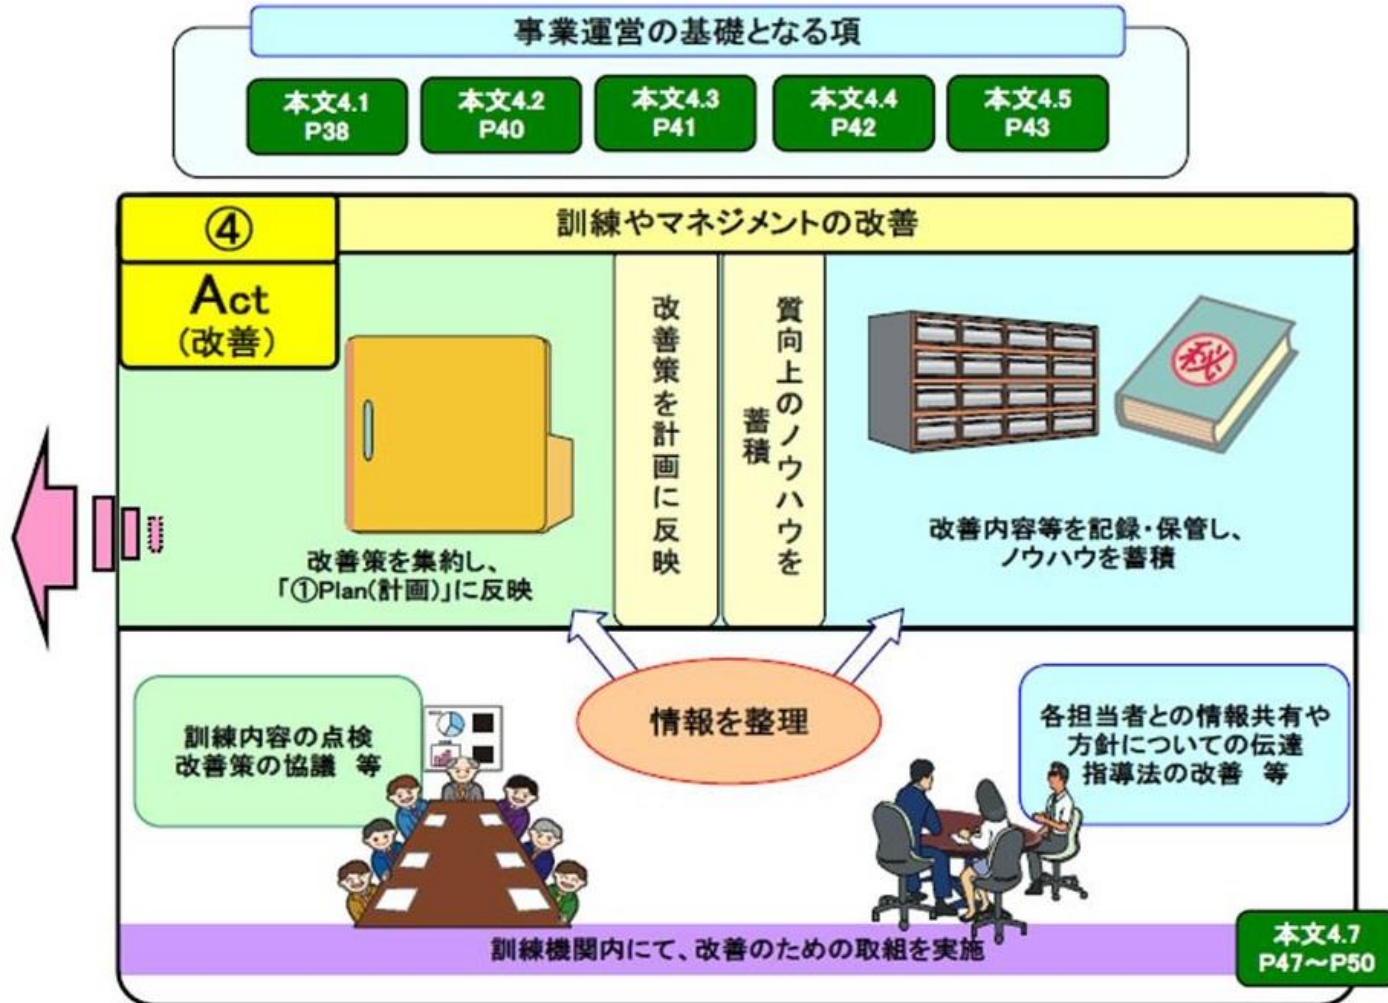 事業運営の基礎となる項
本文4.1
P38
本文4.2
P40
本文4.3
P41
本文4.4
P42
本文4.5
P43
④
訓練やマネジメントの改善
Act
(改善)
改善策を計画に反映
質向上のノウハウを
蓄積
㊙
改善策を集約し、
「①Plan(計画)」に反映
改善内容等を記録・保管し、
ノウハウを蓄積
情報を整理
訓練内容の点検
改善策の協議 等
各担当者との情報共有や
方針についての伝達
指導法の改善 等
訓練機関内にて、改善のための取組を実施
本文4.7
P47～P50